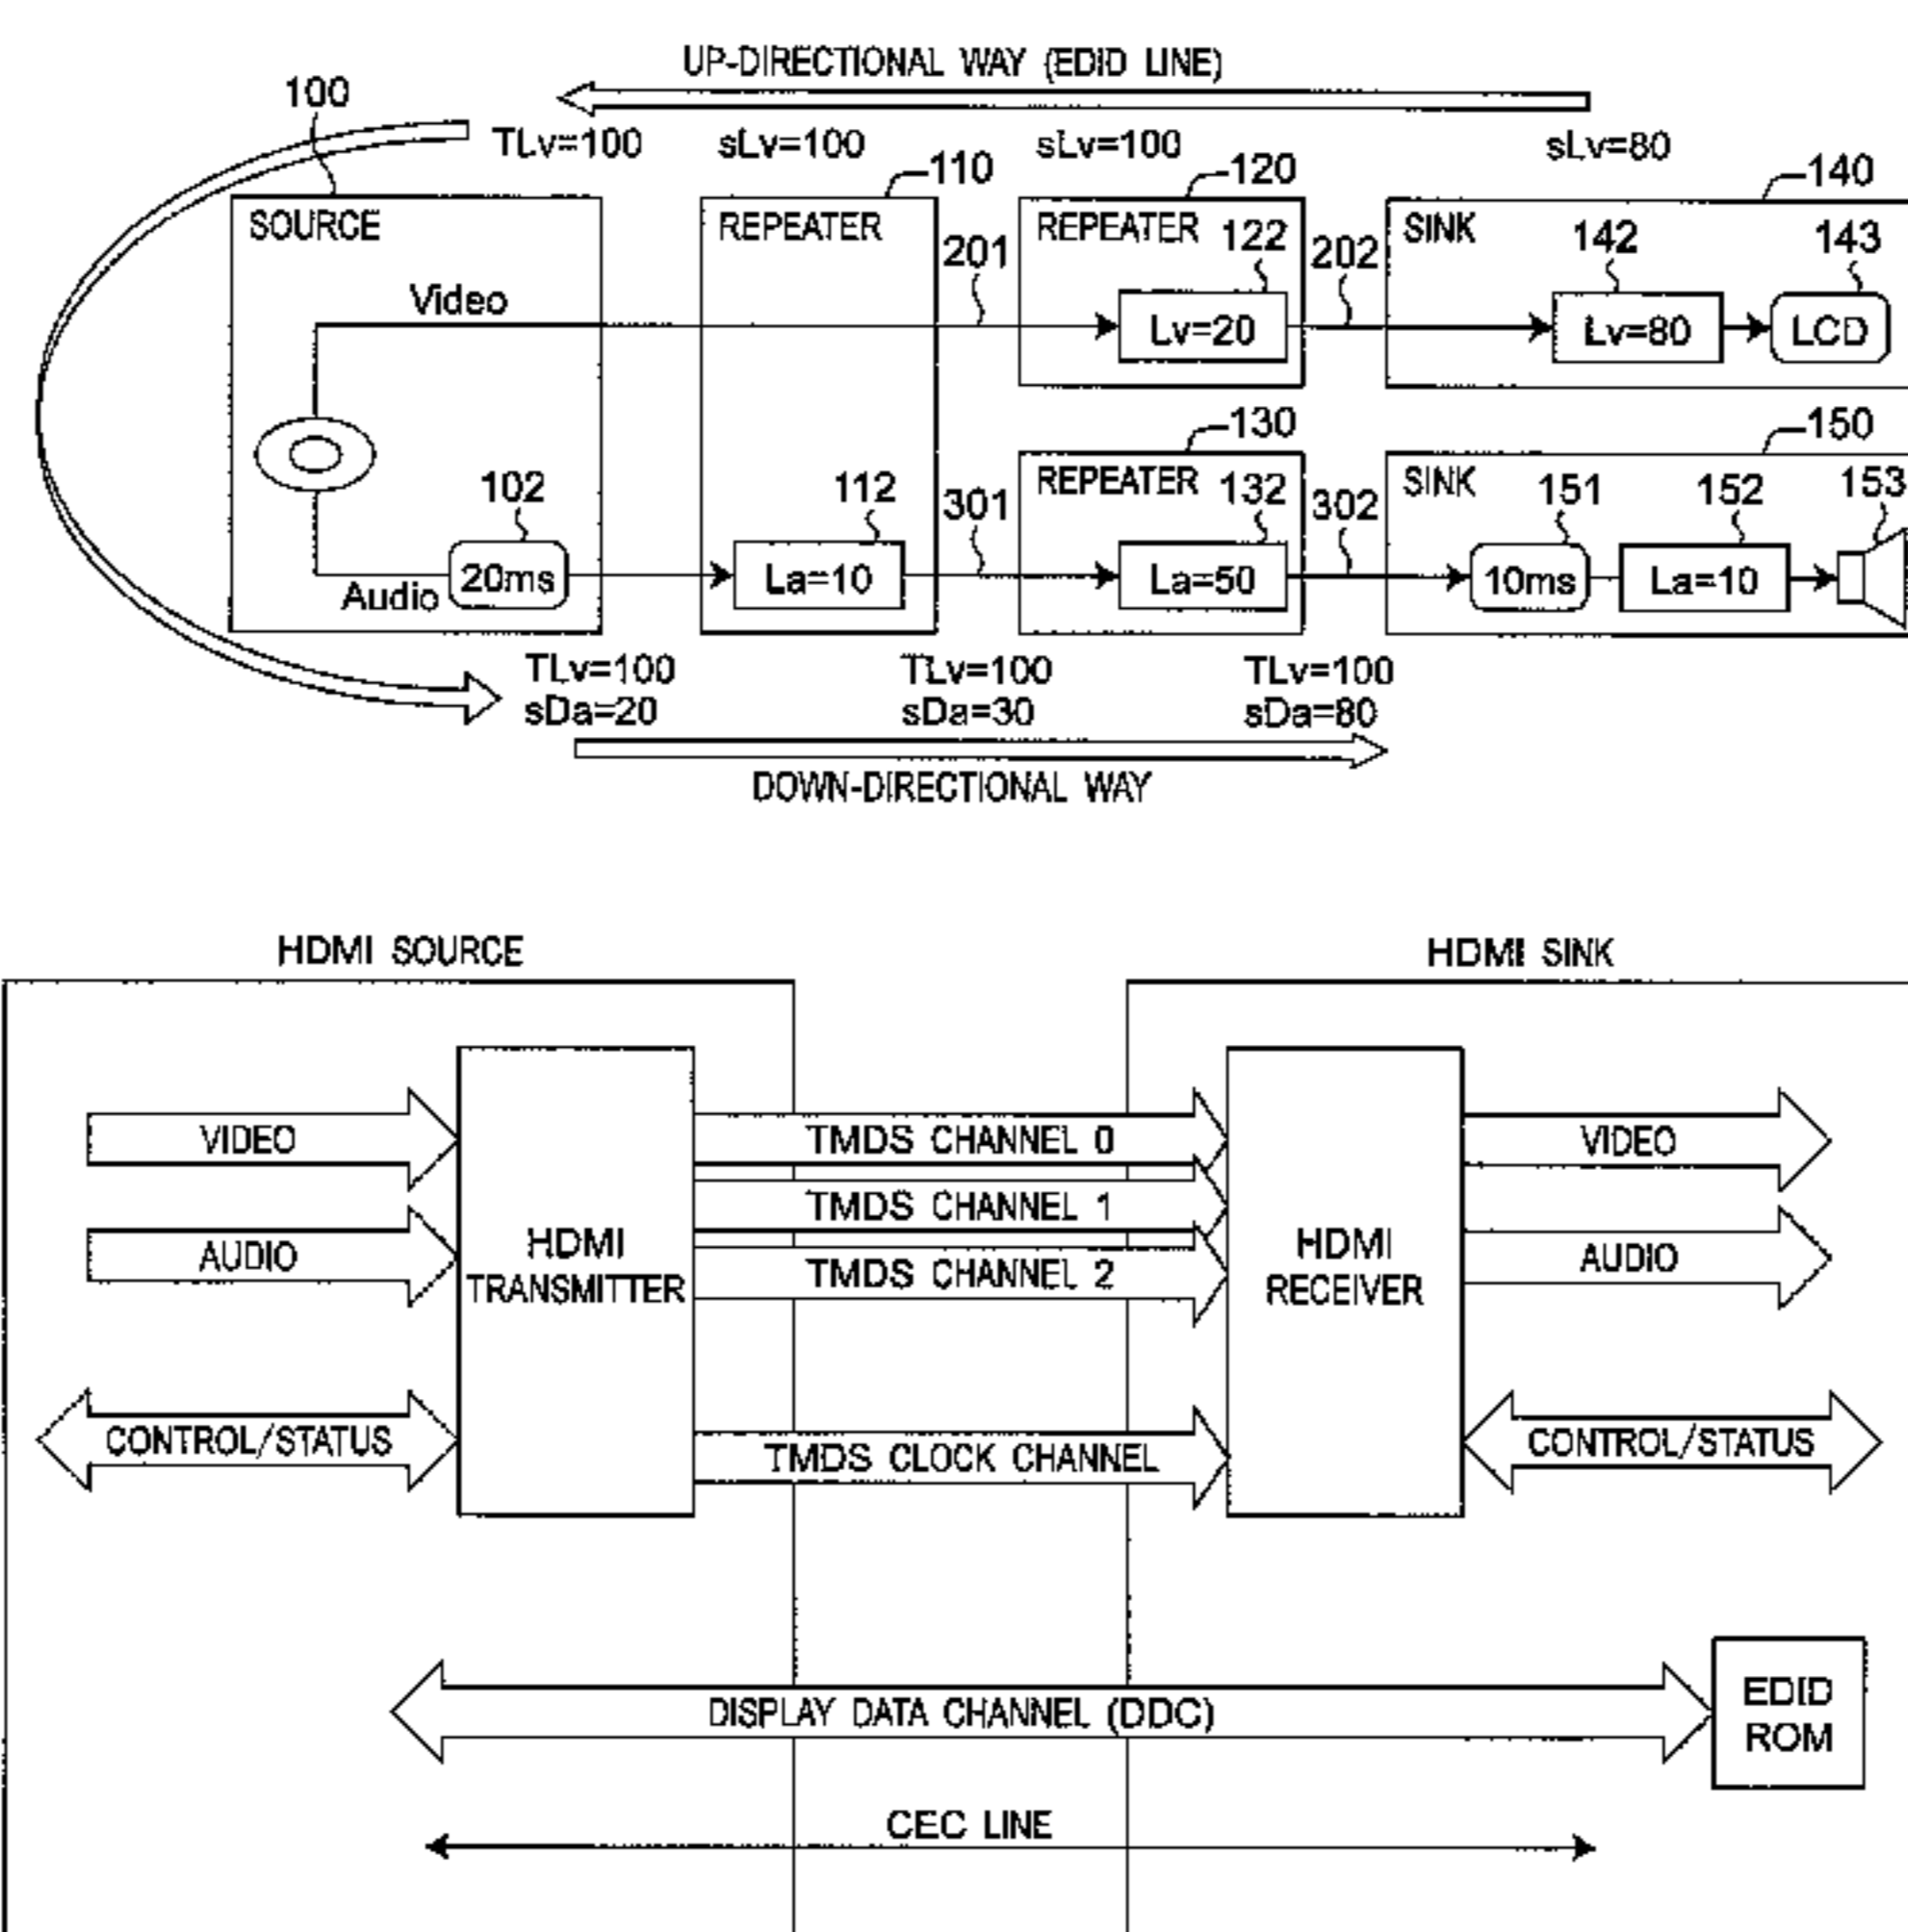 UP-DIRECTIONAL WAY (EDID LINE)
100
TLv=100
sLv=100
sLv=100
sLv=80
110
120
140
SOURCE
REPEATER
REPEATER
122
SINK
142
143
201
202
Video
Lv=20
Lv=80
LCD
130
150
102
112
REPEATER
132
SINK
151
152
153
301
302
Audio
20ms
La=10
La=50
10ms
La=10
TLv=100
sDa=20
TLv=100
sDa=30
TLv=100
sDa=80
DOWN-DIRECTIONAL WAY
HDMI SOURCE
HDMI SINK
VIDEO
TMDS CHANNEL 0
VIDEO
TMDS CHANNEL 1
AUDIO
HDMI
TRANSMITTER
TMDS CHANNEL 2
HDMI
RECEIVER
AUDIO
CONTROL/STATUS
TMDS CLOCK CHANNEL
CONTROL/STATUS
DISPLAY DATA CHANNEL (DDC)
EDID
ROM
CEC LINE